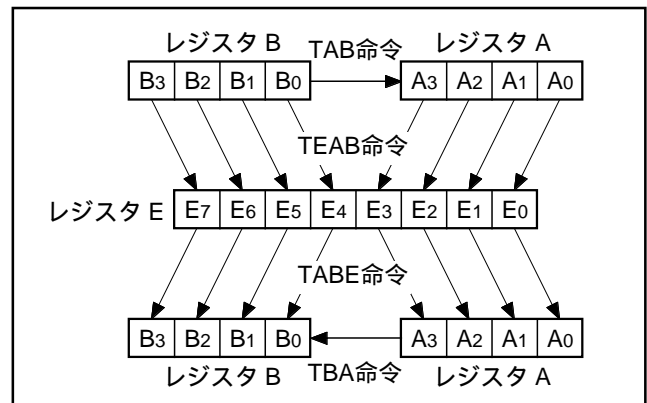 レジスタ B TAB命令 レジスタ A
B3 B2 B1 B0 A3 A2 A1 A0
TEAB命令
レジスタ E E7 E6 E5 E4 E3 E2 E1 E0
TABE命令
B3 B2 B1 B0 A3 A2 A1 A0
レジスタ B TBA命令 レジスタ A